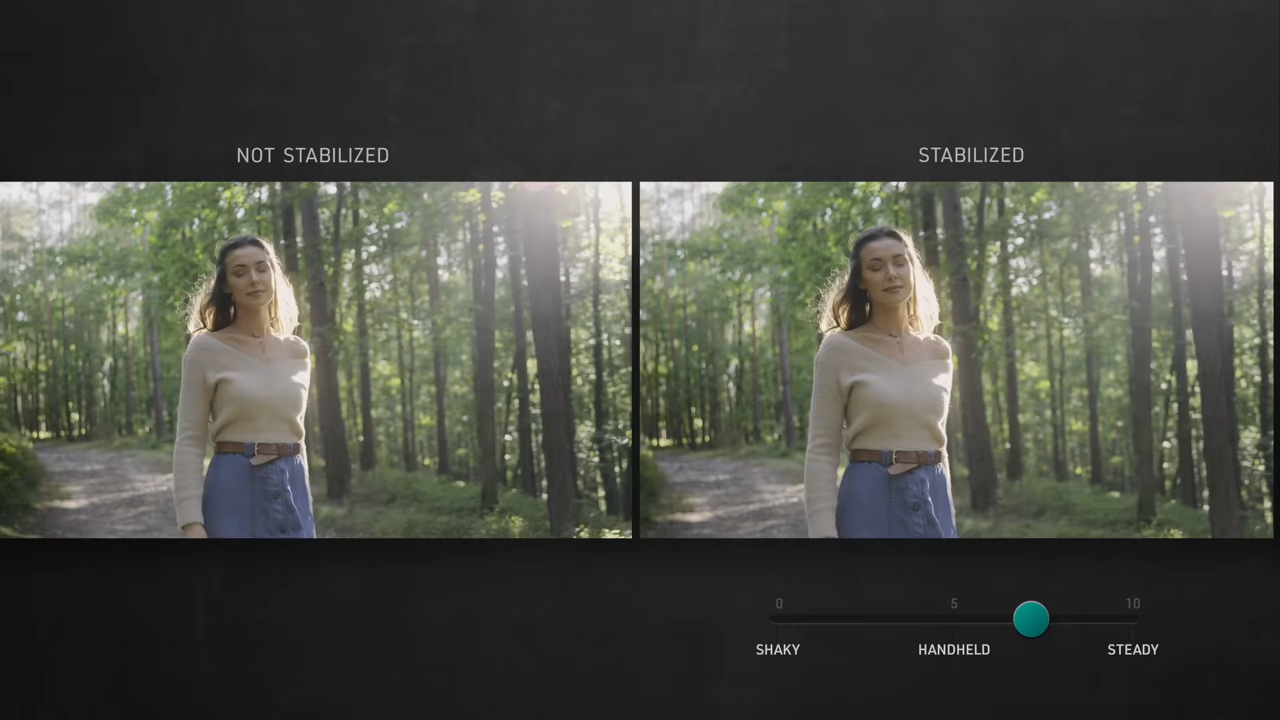 NOT STABILIZED
STABILIZED
0 5 10
SHAKY HANDHELD STEADY